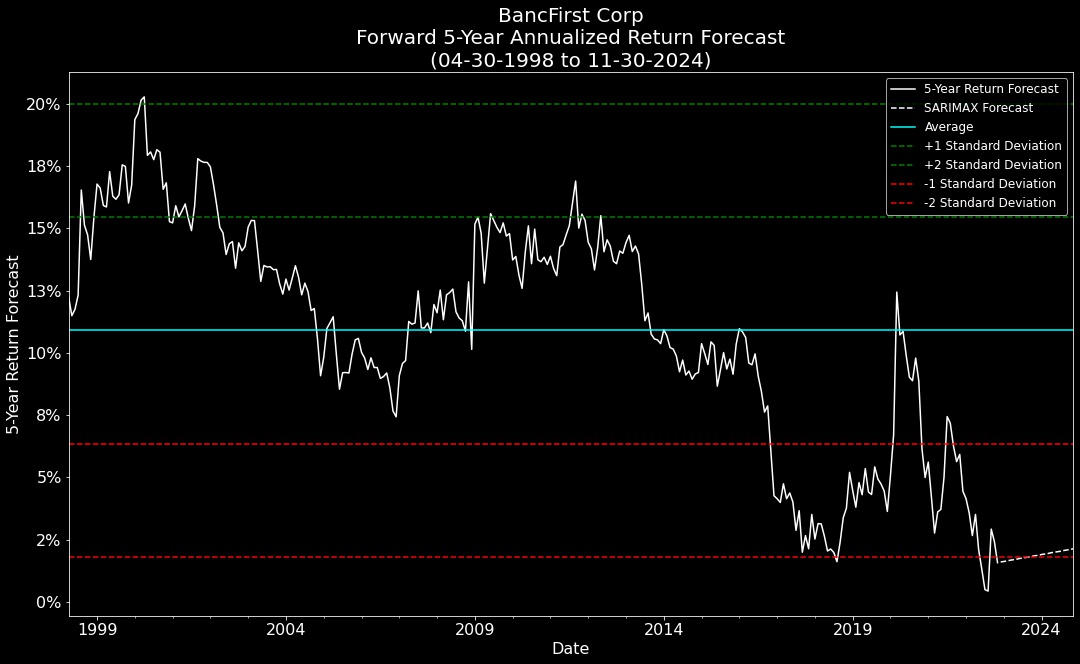 BancFirst Corp
Forward 5-Year Annualized Return Forecast
(04-30-1998 to 11-30-2024)
5-Year Return Forecast
SARIMAX Forecast
Average
+1 Standard Deviation
+2 Standard Deviation
-1 Standard Deviation
-2 Standard Deviation
5-Year Return Forecast
20%
18%
15%
13%
10%
8%
5%
2%
0%
1999
2004
2009
2014
2019
2024
Date